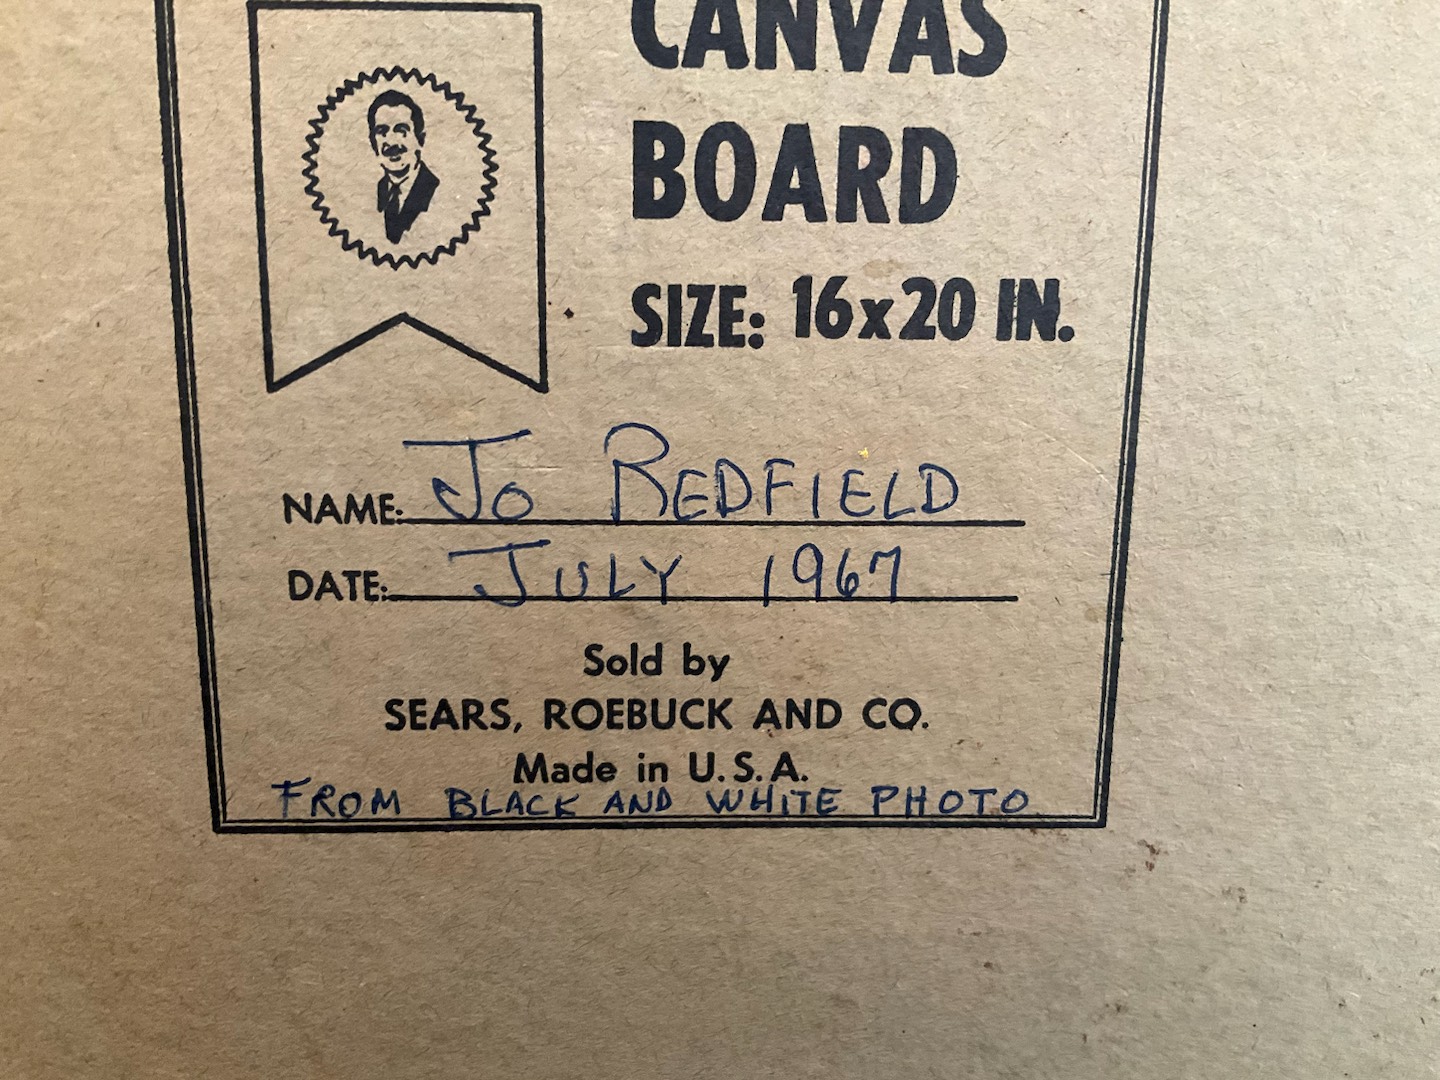 CANVAS
BOARD
SIZE: 16x20 IN.
NAME: JO REDFIELD
DATE: JULY 1967
Sold by
SEARS, ROEBUCK AND CO.
Made in U.S.A.
FROM BLACK AND WHITE PHOTO